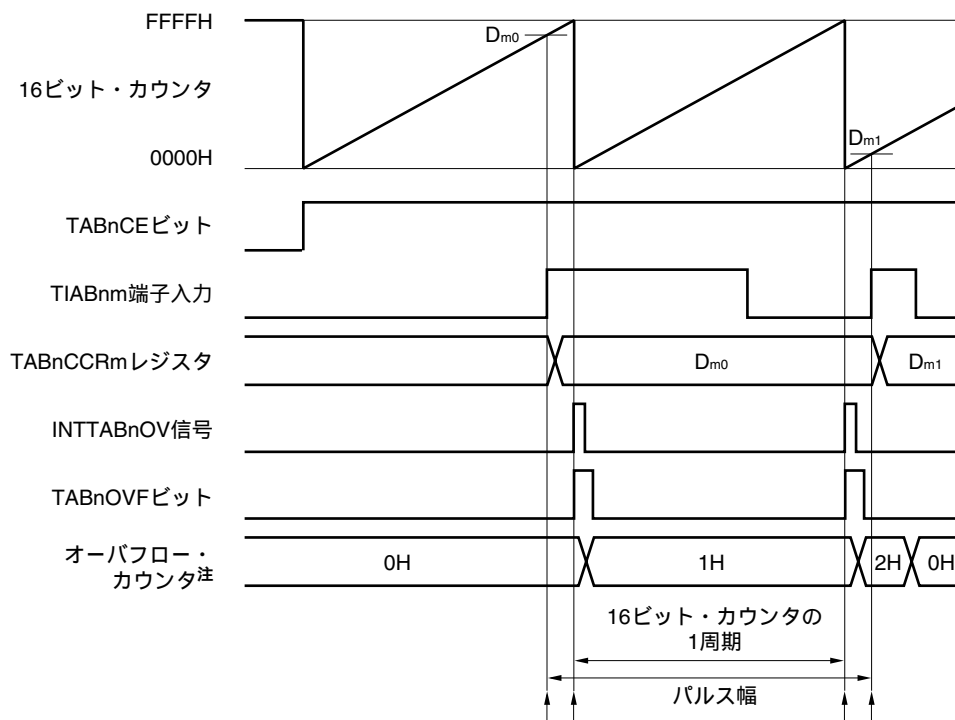 FFFFH
Dm0
16ビット・カウンタ
0000H
Dm1
TABnCEビット
TIABnm端子入力
TABnCCRmレジスタ
Dm0
Dm1
INTTABnOV信号
TABnOVFビット
オーバフロー・
カウンタ注
0H
1H
2H
0H
16ビット・カウンタの
1周期
パルス幅